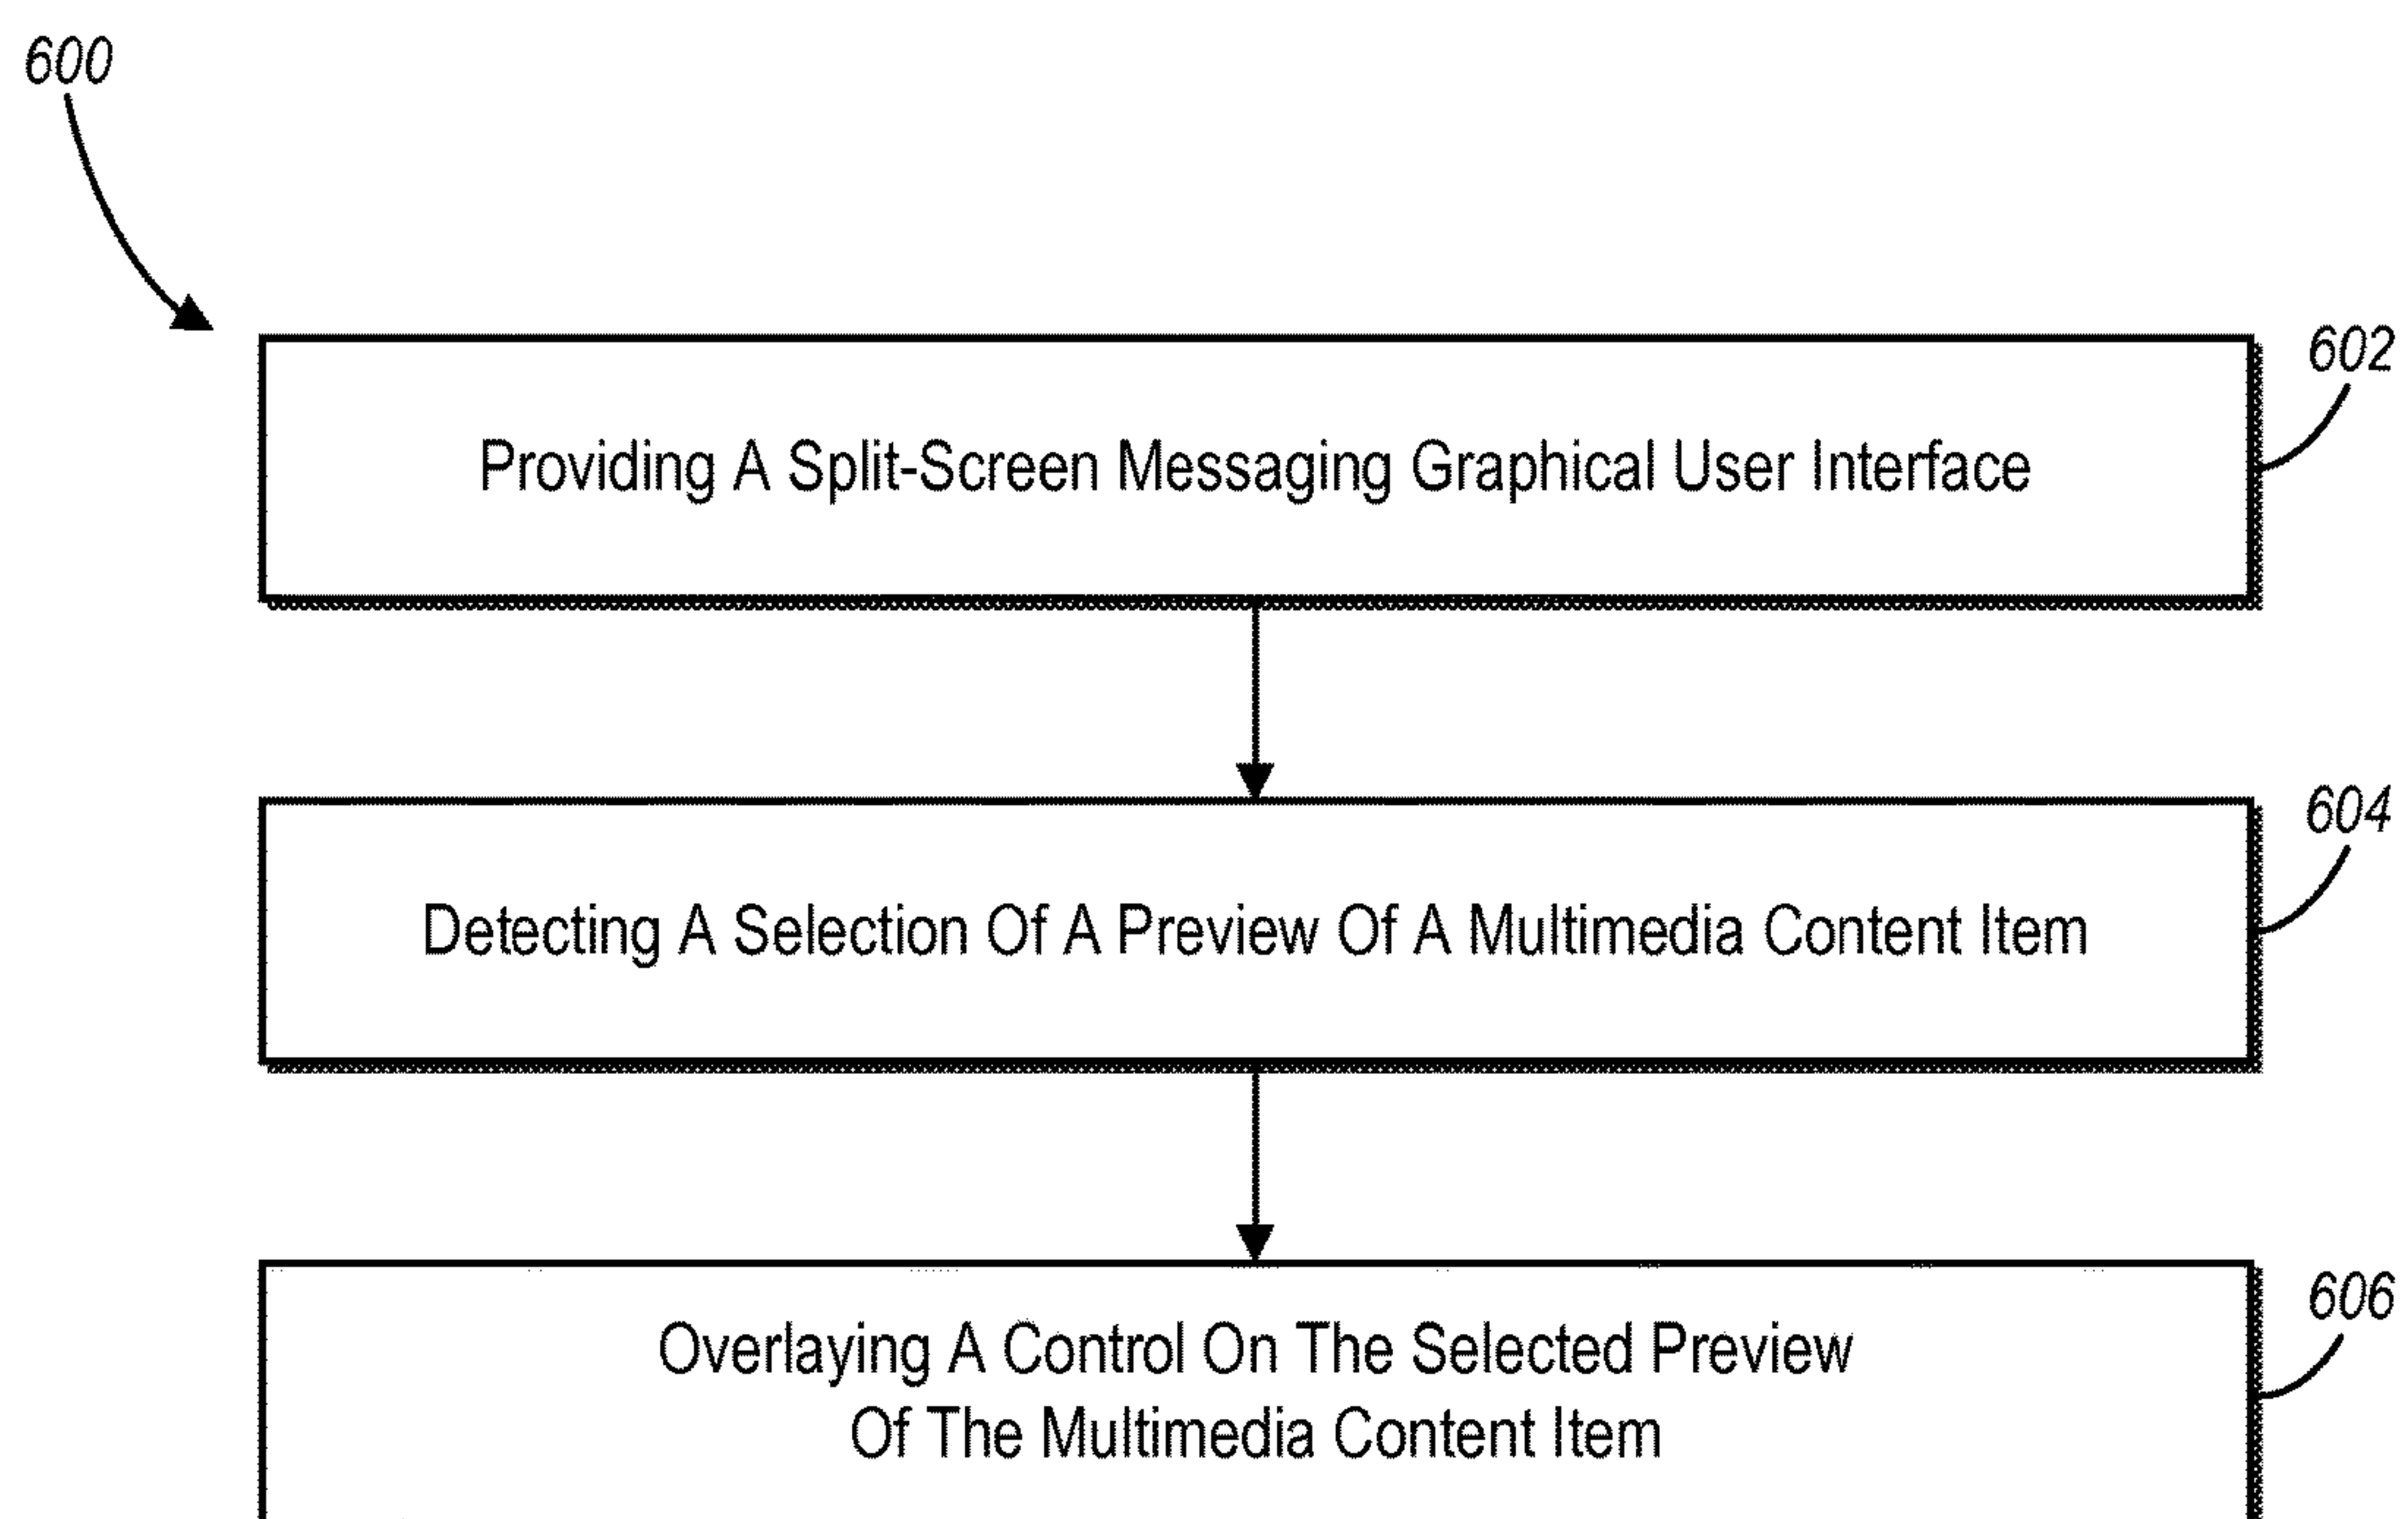 600
602
Providing A Split-Screen Messaging Graphical User Interface
604
Detecting A Selection Of A Preview Of A Multimedia Content Item
606
Overlaying A Control On The Selected Preview
Of The Multimedia Content Item